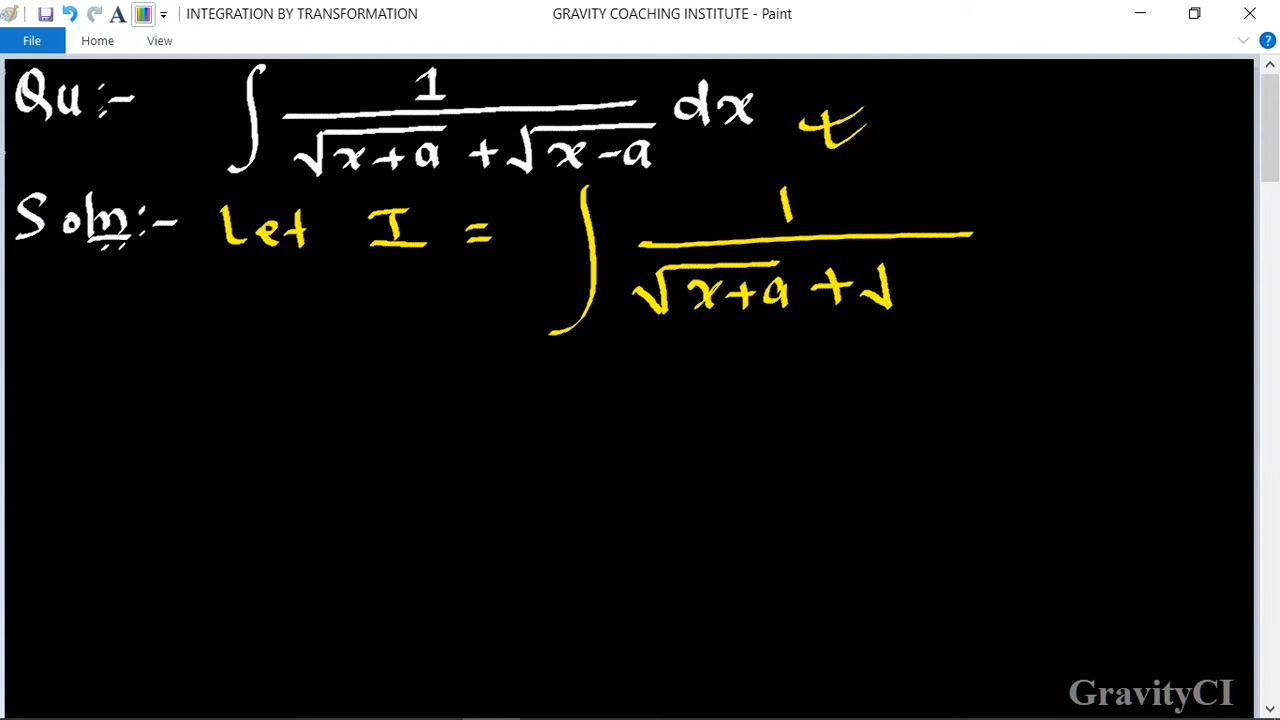 INTEGRATION BY TRANSFORMATION GRAVITY COACHING INSTITUTE - Paint
File Home View
Qu:- ∫ 1/(√(x+a) + √(x-a)) dx t
Soln:- Let I = ∫ 1/(√(x+a) + √
GravityCI